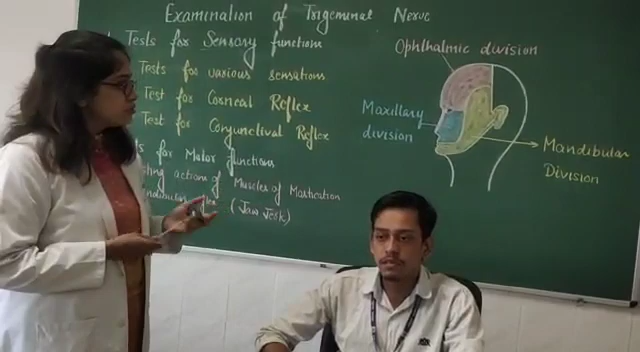 Examination of Trigeminal Nerve
Tests for Sensory functions
Tests for various sensations
Test for Corneal Reflex
Test for Conjunctival Reflex
for Motor functions
actions of Muscles of Mastication
(Jaw Jerk)
Ophthalmic division
Maxillary
division
Mandibular
Division